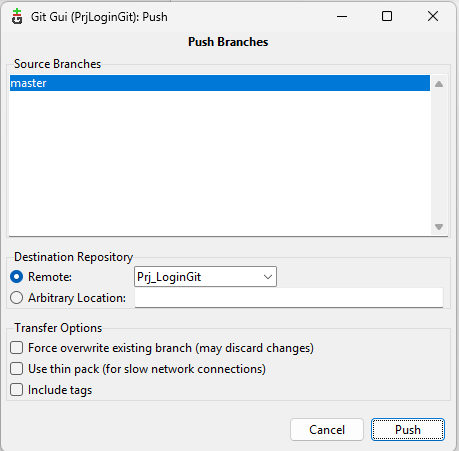 Git Gui (PrjLoginGit): Push
Push Branches
Source Branches
master
Destination Repository
Remote: Prj_LoginGit
Arbitrary Location:
Transfer Options
Force overwrite existing branch (may discard changes)
Use thin pack (for slow network connections)
Include tags
Cancel Push